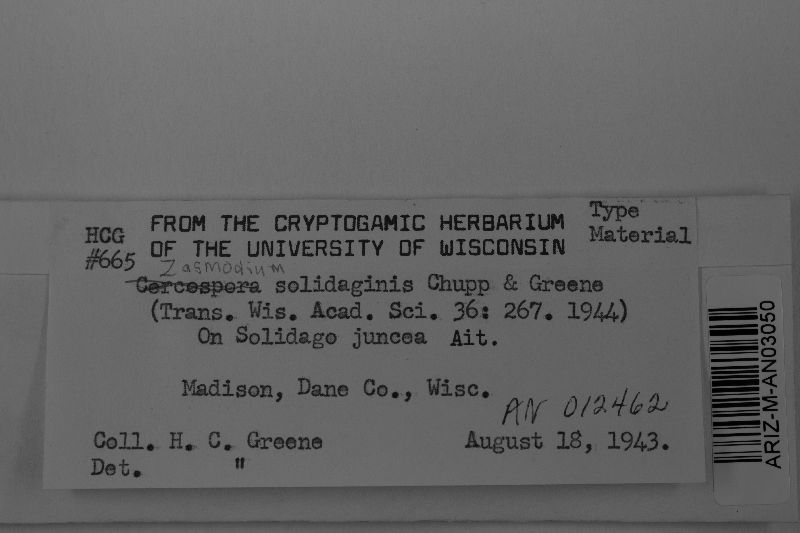 HCG
#665
FROM THE CRYPTOGAMIC HERBARIUM
OF THE UNIVERSITY OF WISCONSIN
Type
Material
Zasmodium
Cercospora solidaginis Chupp & Greene
(Trans. Wis. Acad. Sci. 36: 267. 1944)
On Solidago juncea Ait.
Madison, Dane Co., Wisc.
AN 012462
Coll. H. C. Greene
August 18, 1943.
Det. "
ARIZ-M-AN03050